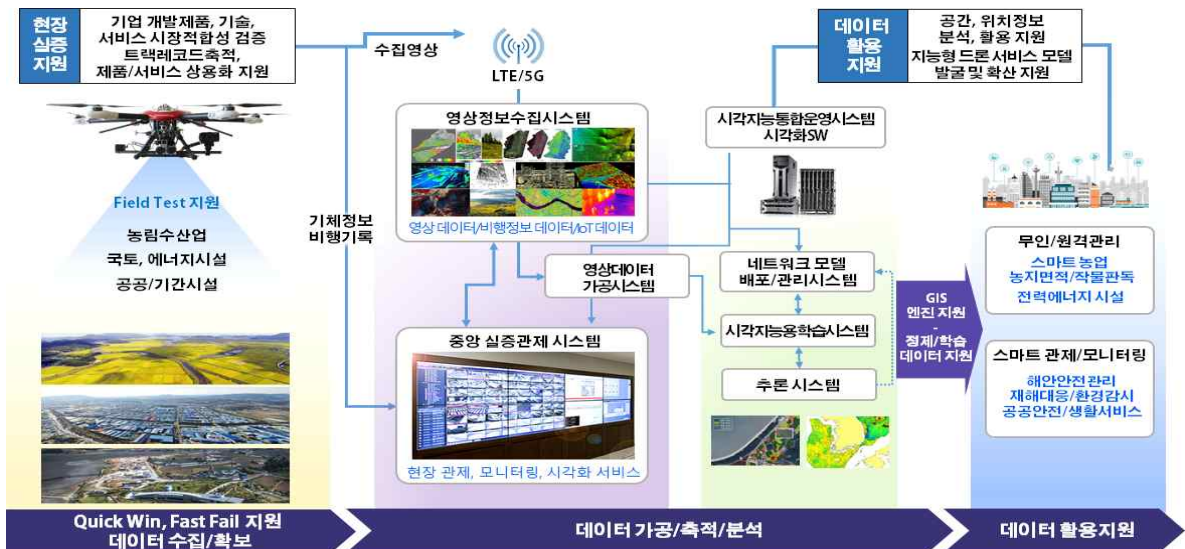 현장
실증
지원
기업 개발제품, 기술,
서비스 시장적합성 검증
트랙레코드축적,
제품/서비스 상용화 지원
수집영상
LTE/5G
데이터
활용
지원
공간, 위치정보
분석, 활용 지원
지능형 드론 서비스 모델
발굴 및 확산 지원
Field Test 지원
농림수산업
국토, 에너지시설
공공/기간시설
기체정보
비행기록
영상정보수집시스템
영상 데이터/비행정보 데이터/IoT 데이터
영상데이터
가공시스템
중앙 실증관제 시스템
현장 관제, 모니터링, 시각화 서비스
시각지능통합운영시스템
시각화SW
네트워크 모델
배포/관리시스템
시각지능용학습시스템
추론 시스템
GIS
엔진 지원
-
정제/학습
데이터 지원
무인/원격관리
스마트 농업
농지면적/작물판독
전력에너지 시설
스마트 관제/모니터링
해안안전관리
재해대응/환경감시
공공안전/생활서비스
Quick Win, Fast Fail 지원
데이터 수집/확보
데이터 가공/축적/분석
데이터 활용지원